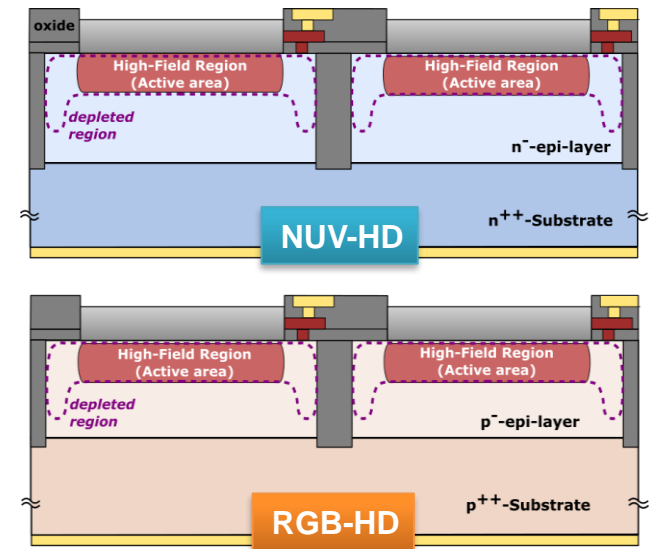 oxide
High-Field Region
(Active area)
High-Field Region
(Active area)
depleted
region
n⁻-epi-layer
n⁺⁺-Substrate
NUV-HD
High-Field Region
(Active area)
High-Field Region
(Active area)
depleted
region
p⁻-epi-layer
p⁺⁺-Substrate
RGB-HD